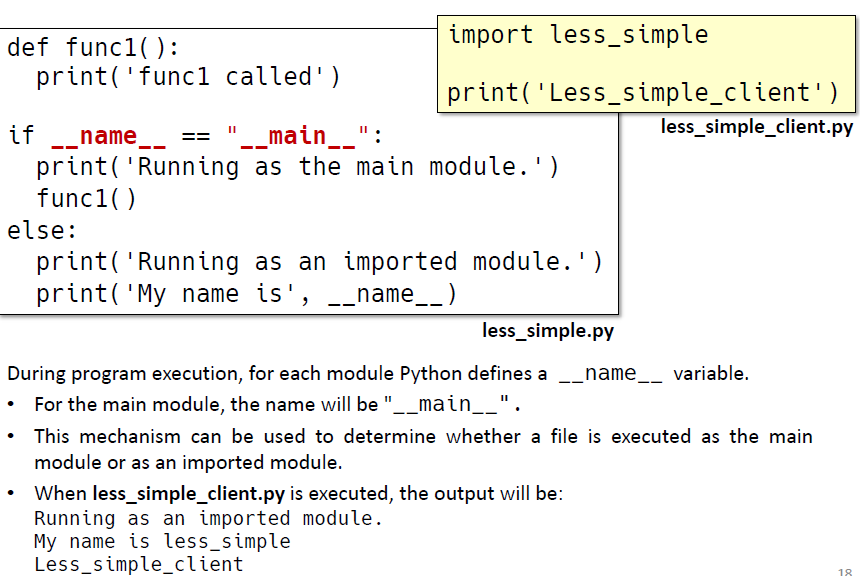 def func1():
  print('func1 called')

if __name__ == "__main__":
  print('Running as the main module.')
  func1()
else:
  print('Running as an imported module.')
  print('My name is', __name__)
less_simple.py
import less_simple

print('Less_simple_client')
less_simple_client.py
During program execution, for each module Python defines a __name__ variable.
• For the main module, the name will be "__main__".
• This mechanism can be used to determine whether a file is executed as the main
module or as an imported module.
• When less_simple_client.py is executed, the output will be:
Running as an imported module.
My name is less_simple
Less_simple_client
18